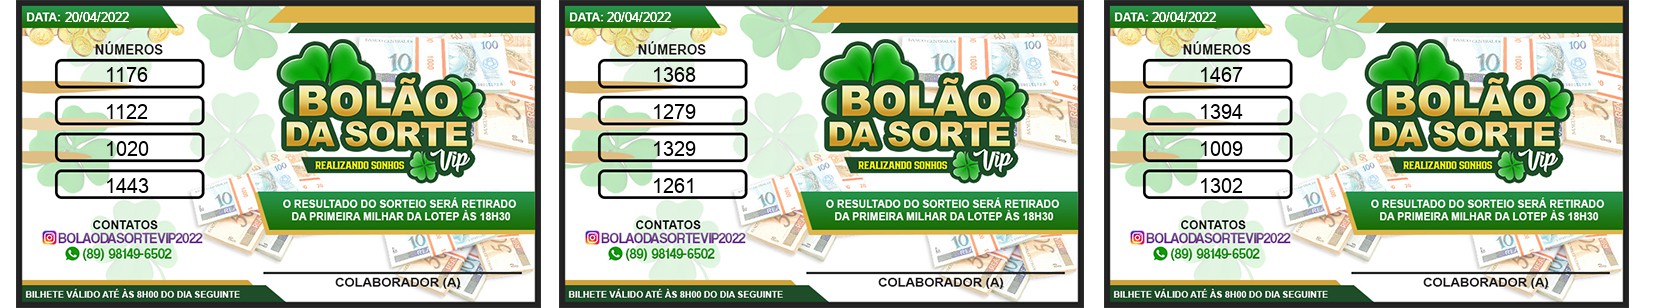 DATA: 20/04/2022
NÚMEROS
1176
1122
1020
1443
CONTATOS
BOLAODASORTEVIP2022
(89) 98149-6502
BILHETE VÁLIDO ATÉ ÀS 8H00 DO DIA SEGUINTE
BOLÃO
DA SORTE
REALIZANDO SONHOS
Vip
O RESULTADO DO SORTEIO SERÁ RETIRADO
DA PRIMEIRA MILHAR DA LOTEP ÀS 18H30
COLABORADOR (A)
DATA: 20/04/2022
NÚMEROS
1368
1279
1329
1261
CONTATOS
BOLAODASORTEVIP2022
(89) 98149-6502
BILHETE VÁLIDO ATÉ ÀS 8H00 DO DIA SEGUINTE
BOLÃO
DA SORTE
REALIZANDO SONHOS
Vip
O RESULTADO DO SORTEIO SERÁ RETIRADO
DA PRIMEIRA MILHAR DA LOTEP ÀS 18H30
COLABORADOR (A)
DATA: 20/04/2022
NÚMEROS
1467
1394
1009
1302
CONTATOS
BOLAODASORTEVIP2022
(89) 98149-6502
BILHETE VÁLIDO ATÉ ÀS 8H00 DO DIA SEGUINTE
BOLÃO
DA SORTE
REALIZANDO SONHOS
Vip
O RESULTADO DO SORTEIO SERÁ RETIRADO
DA PRIMEIRA MILHAR DA LOTEP ÀS 18H30
COLABORADOR (A)